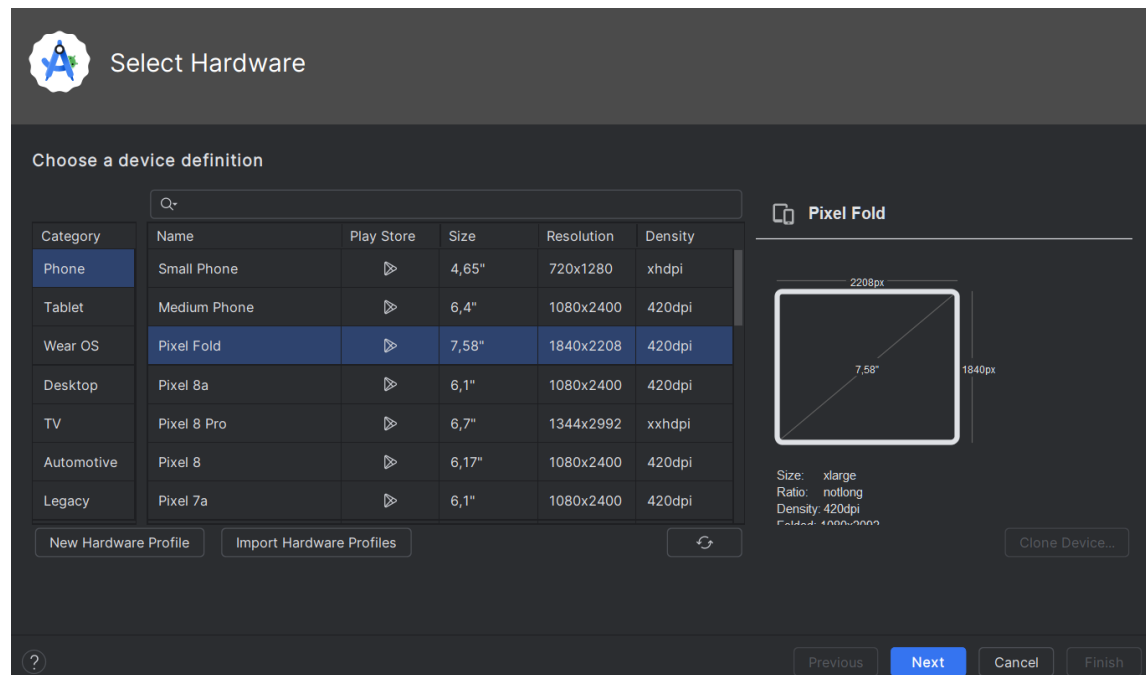 Select Hardware
Choose a device definition
Category
Phone
Tablet
Wear OS
Desktop
TV
Automotive
Legacy
Name Play Store Size Resolution Density
Small Phone 4,65" 720x1280 xhdpi
Medium Phone 6,4" 1080x2400 420dpi
Pixel Fold 7,58" 1840x2208 420dpi
Pixel 8a 6,1" 1080x2400 420dpi
Pixel 8 Pro 6,7" 1344x2992 xxhdpi
Pixel 8 6,17" 1080x2400 420dpi
Pixel 7a 6,1" 1080x2400 420dpi
New Hardware Profile Import Hardware Profiles
Pixel Fold
2208px
7,58"
1840px
Size: xlarge
Ratio: notlong
Density: 420dpi
Folded: 1080x2092
Clone Device...
? Previous Next Cancel Finish